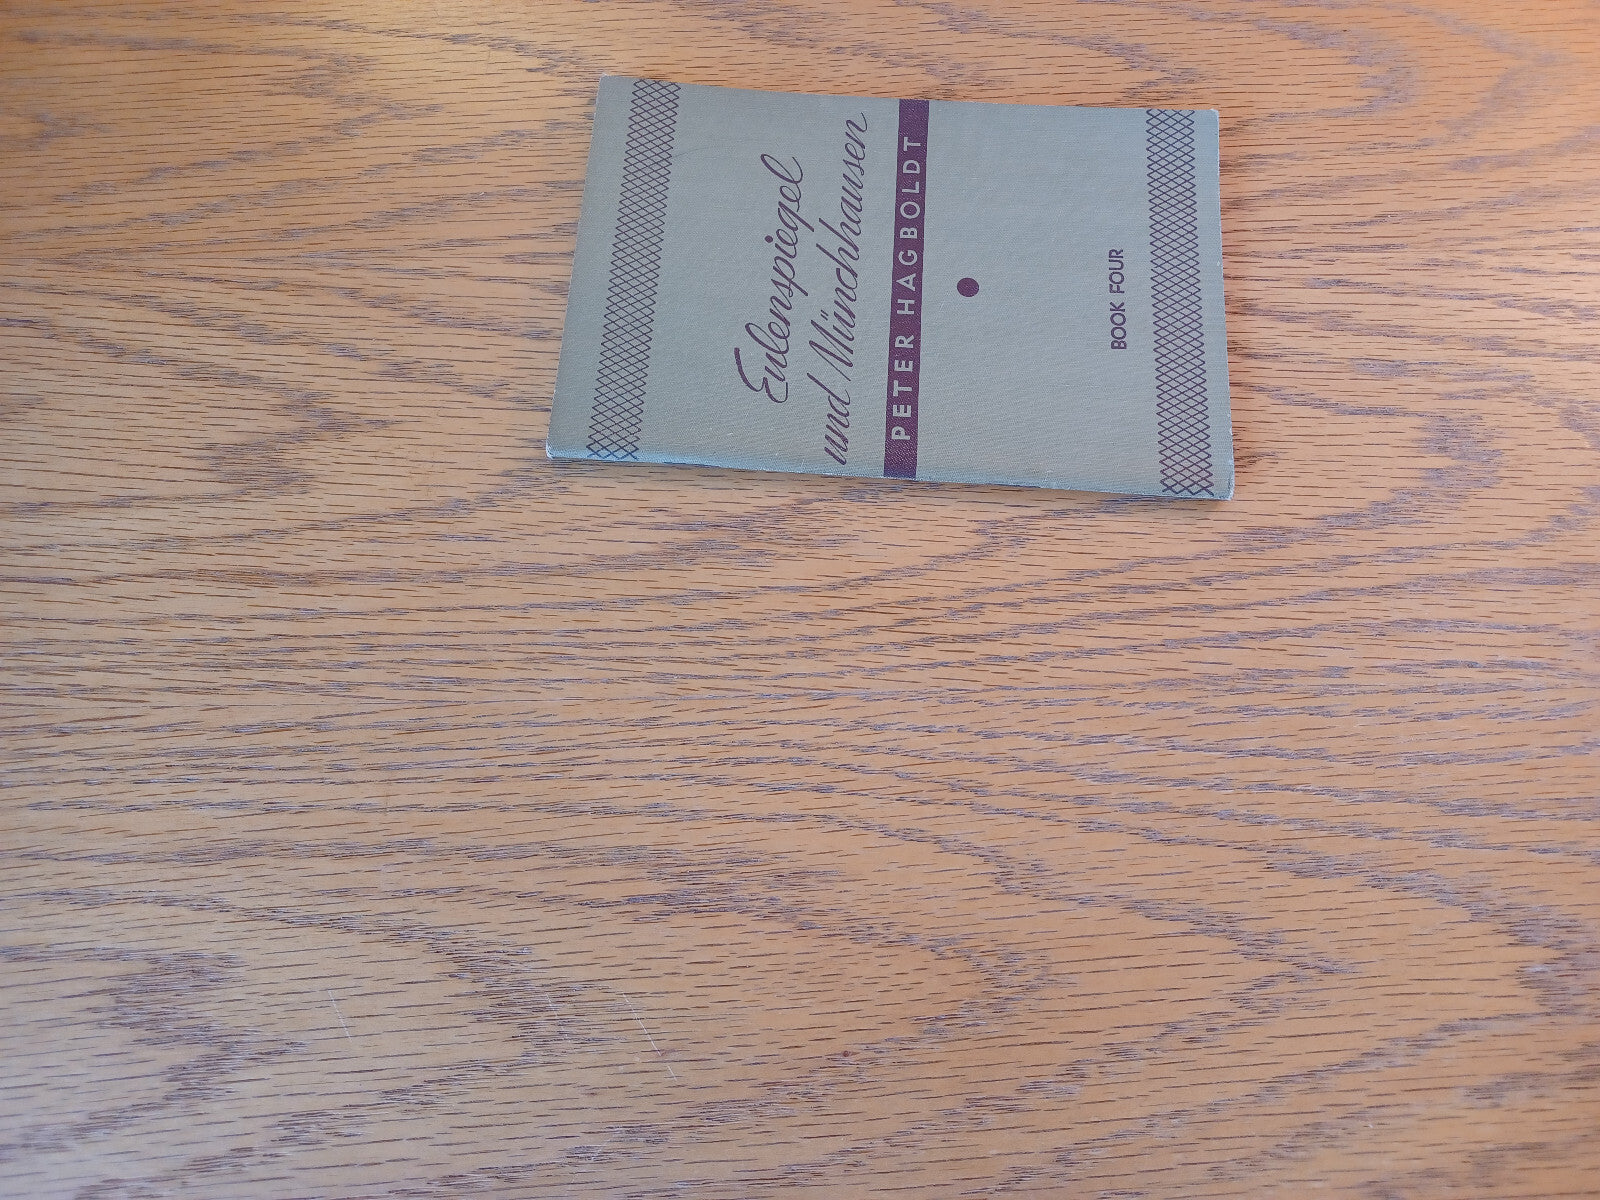 Eulenspiegel
und Münchhausen
PETER HAGBOLDT
BOOK FOUR